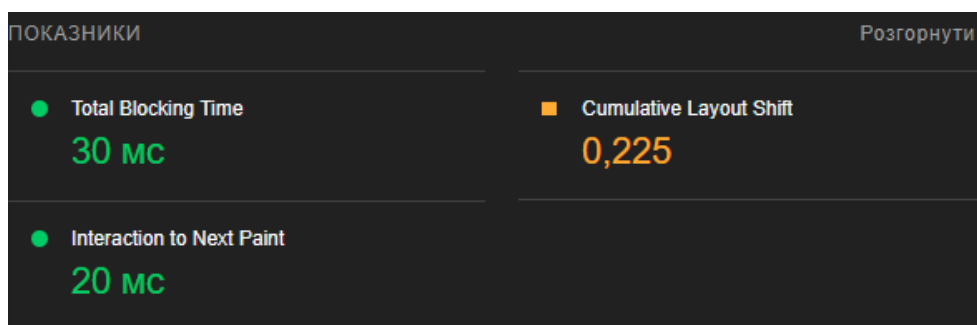 ПОКАЗНИКИ
Розгорнути
Total Blocking Time
30 мс
Cumulative Layout Shift
0,225
Interaction to Next Paint
20 мс